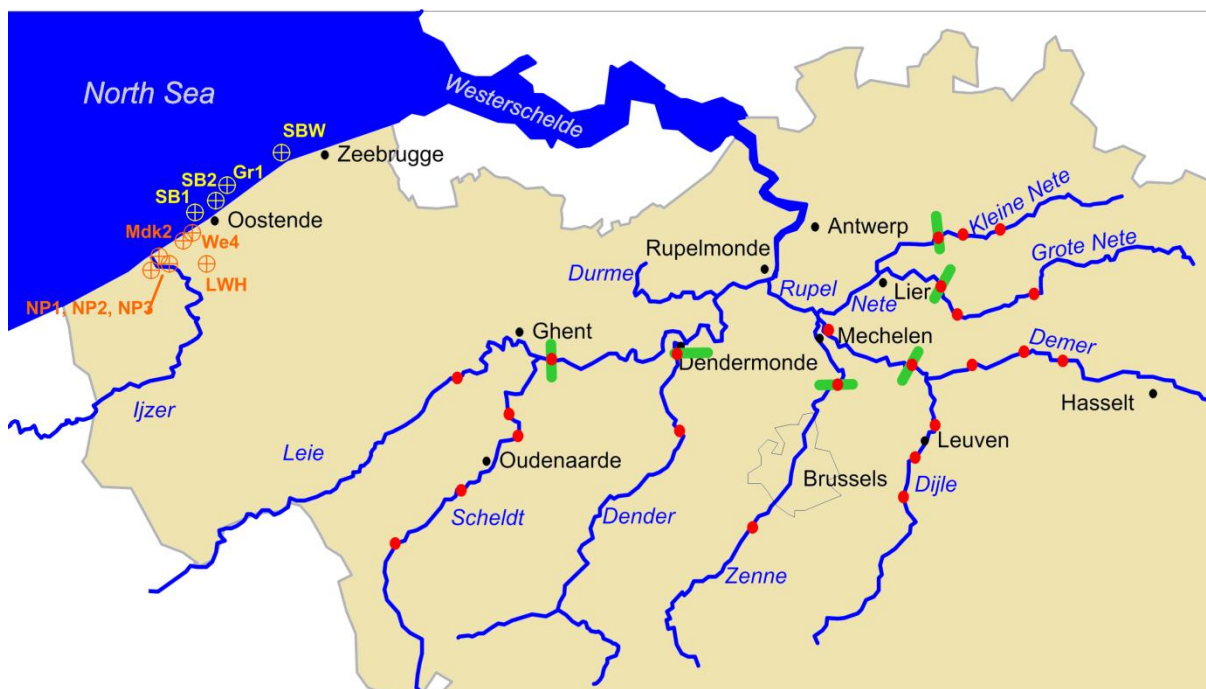 North Sea
Westerschelde
SBW
Zeebrugge
SB2
Gr1
SB1
Oostende
Mdk2
We4
LWH
NP1, NP2, NP3
Ijzer
Kleine Nete
Antwerp
Grote Nete
Rupelmonde
Durme
Rupel
Lier
Nete
Ghent
Mechelen
Demer
Dendermonde
Hasselt
Leie
Leuven
Oudenaarde
Brussels
Dijle
Scheldt
Dender
Zenne